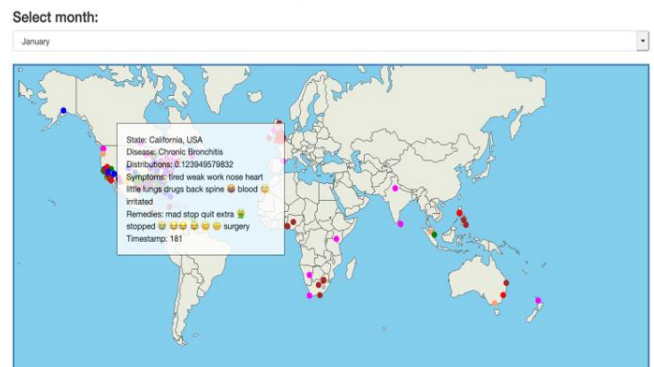 Select month:
January
State: California, USA
Disease: Chronic Bronchitis
Distributions: 0.123949579832
Symptoms: tired weak work nose heart
little lungs drugs back spine 😩 blood 😊
irritated
Remedies: mad stop quit extra 🤮
stopped 😭 😂😂 😩 😊 😊 surgery
Timestamp: 181